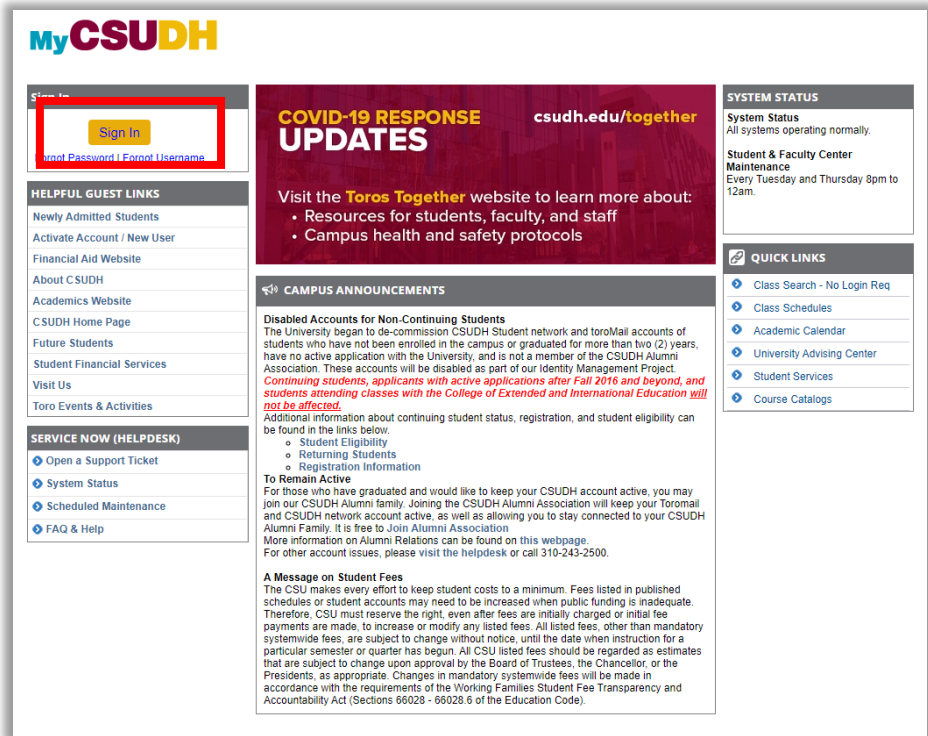 MyCSUDH
Sign In
Sign In
Forgot Password | Forgot Username
HELPFUL GUEST LINKS
Newly Admitted Students
Activate Account / New User
Financial Aid Website
About CSUDH
Academics Website
CSUDH Home Page
Future Students
Student Financial Services
Visit Us
Toro Events & Activities
SERVICE NOW (HELPDESK)
Open a Support Ticket
System Status
Scheduled Maintenance
FAQ & Help
COVID-19 RESPONSE
UPDATES
csudh.edu/together
Visit the Toros Together website to learn more about:
• Resources for students, faculty, and staff
• Campus health and safety protocols
CAMPUS ANNOUNCEMENTS
Disabled Accounts for Non-Continuing Students
The University began to de-commission CSUDH Student network and toroMail accounts of
students who have not been enrolled in the campus or graduated for more than two (2) years,
have no active application with the University, and is not a member of the CSUDH Alumni
Association. These accounts will be disabled as part of our Identity Management Project.
Continuing students, applicants with active applications after Fall 2016 and beyond, and
students attending classes with the College of Extended and International Education will
not be affected.
Additional information about continuing student status, registration, and student eligibility can
be found in the links below.
Student Eligibility
Returning Students
Registration Information
To Remain Active
For those who have graduated and would like to keep your CSUDH account active, you may
join our CSUDH Alumni family. Joining the CSUDH Alumni Association will keep your Toromail
and CSUDH network account active, as well as allowing you to stay connected to your CSUDH
Alumni Family. It is free to Join Alumni Association
More information on Alumni Relations can be found on this webpage.
For other account issues, please visit the helpdesk or call 310-243-2500.
A Message on Student Fees
The CSU makes every effort to keep student costs to a minimum. Fees listed in published
schedules or student accounts may need to be increased when public funding is inadequate.
Therefore, CSU must reserve the right, even after fees are initially charged or initial fee
payments are made, to increase or modify any listed fees. All listed fees, other than mandatory
systemwide fees, are subject to change without notice, until the date when instruction for a
particular semester or quarter has begun. All CSU listed fees should be regarded as estimates
that are subject to change upon approval by the Board of Trustees, the Chancellor, or the
Presidents, as appropriate. Changes in mandatory systemwide fees will be made in
accordance with the requirements of the Working Families Student Fee Transparency and
Accountability Act (Sections 66028 - 66028.6 of the Education Code).
SYSTEM STATUS
System Status
All systems operating normally.
Student & Faculty Center
Maintenance
Every Tuesday and Thursday 8pm to
12am.
QUICK LINKS
Class Search - No Login Req
Class Schedules
Academic Calendar
University Advising Center
Student Services
Course Catalogs